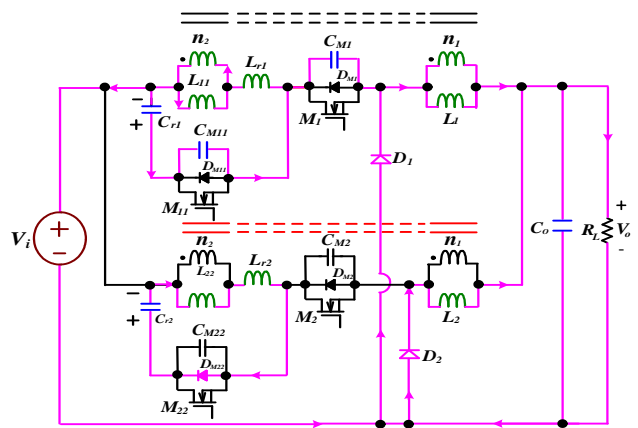 n2
Lr1
CM1
n1
L11
DM1
Cr1
CM11
M1
L1
DM11
D1
M11
Vi
n2
Lr2
CM2
n1
Co
RL
Vo
L22
DM2
Cr2
CM22
M2
L2
DM22
D2
M22